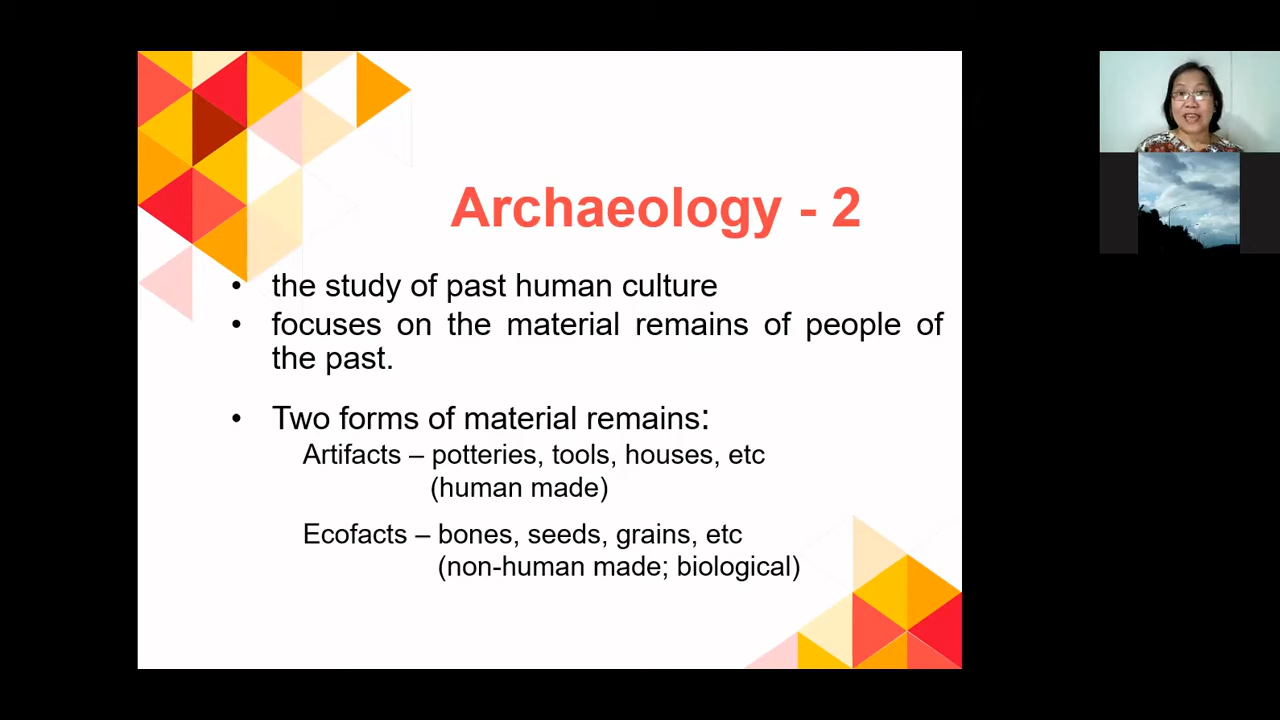 Archaeology - 2
• the study of past human culture
• focuses on the material remains of people of
the past.
• Two forms of material remains:
Artifacts – potteries, tools, houses, etc
(human made)
Ecofacts – bones, seeds, grains, etc
(non-human made; biological)